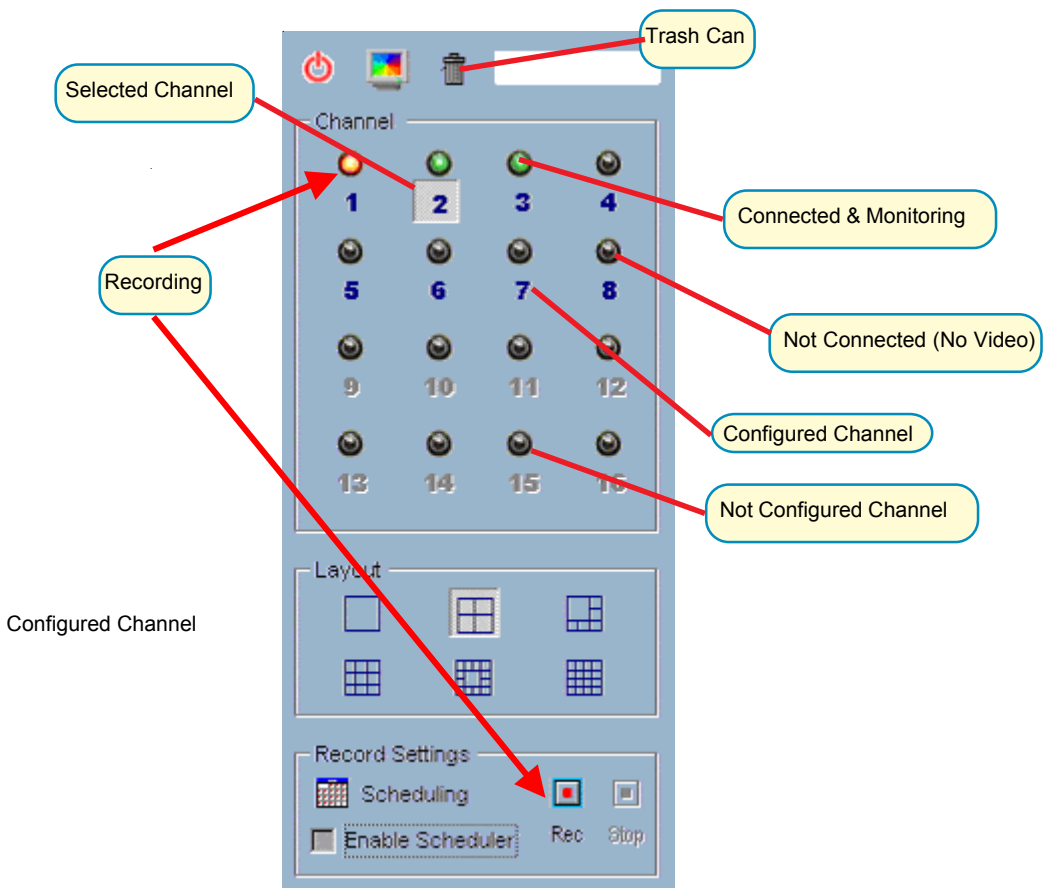 Trash Can
Selected Channel
Channel
1 2 3 4
Connected & Monitoring
Recording
5 6 7 8
Not Connected (No Video)
9 10 11 12
Configured Channel
13 14 15 16
Not Configured Channel
Layout
Configured Channel
Record Settings
Scheduling
Enable Scheduler
Rec Stop